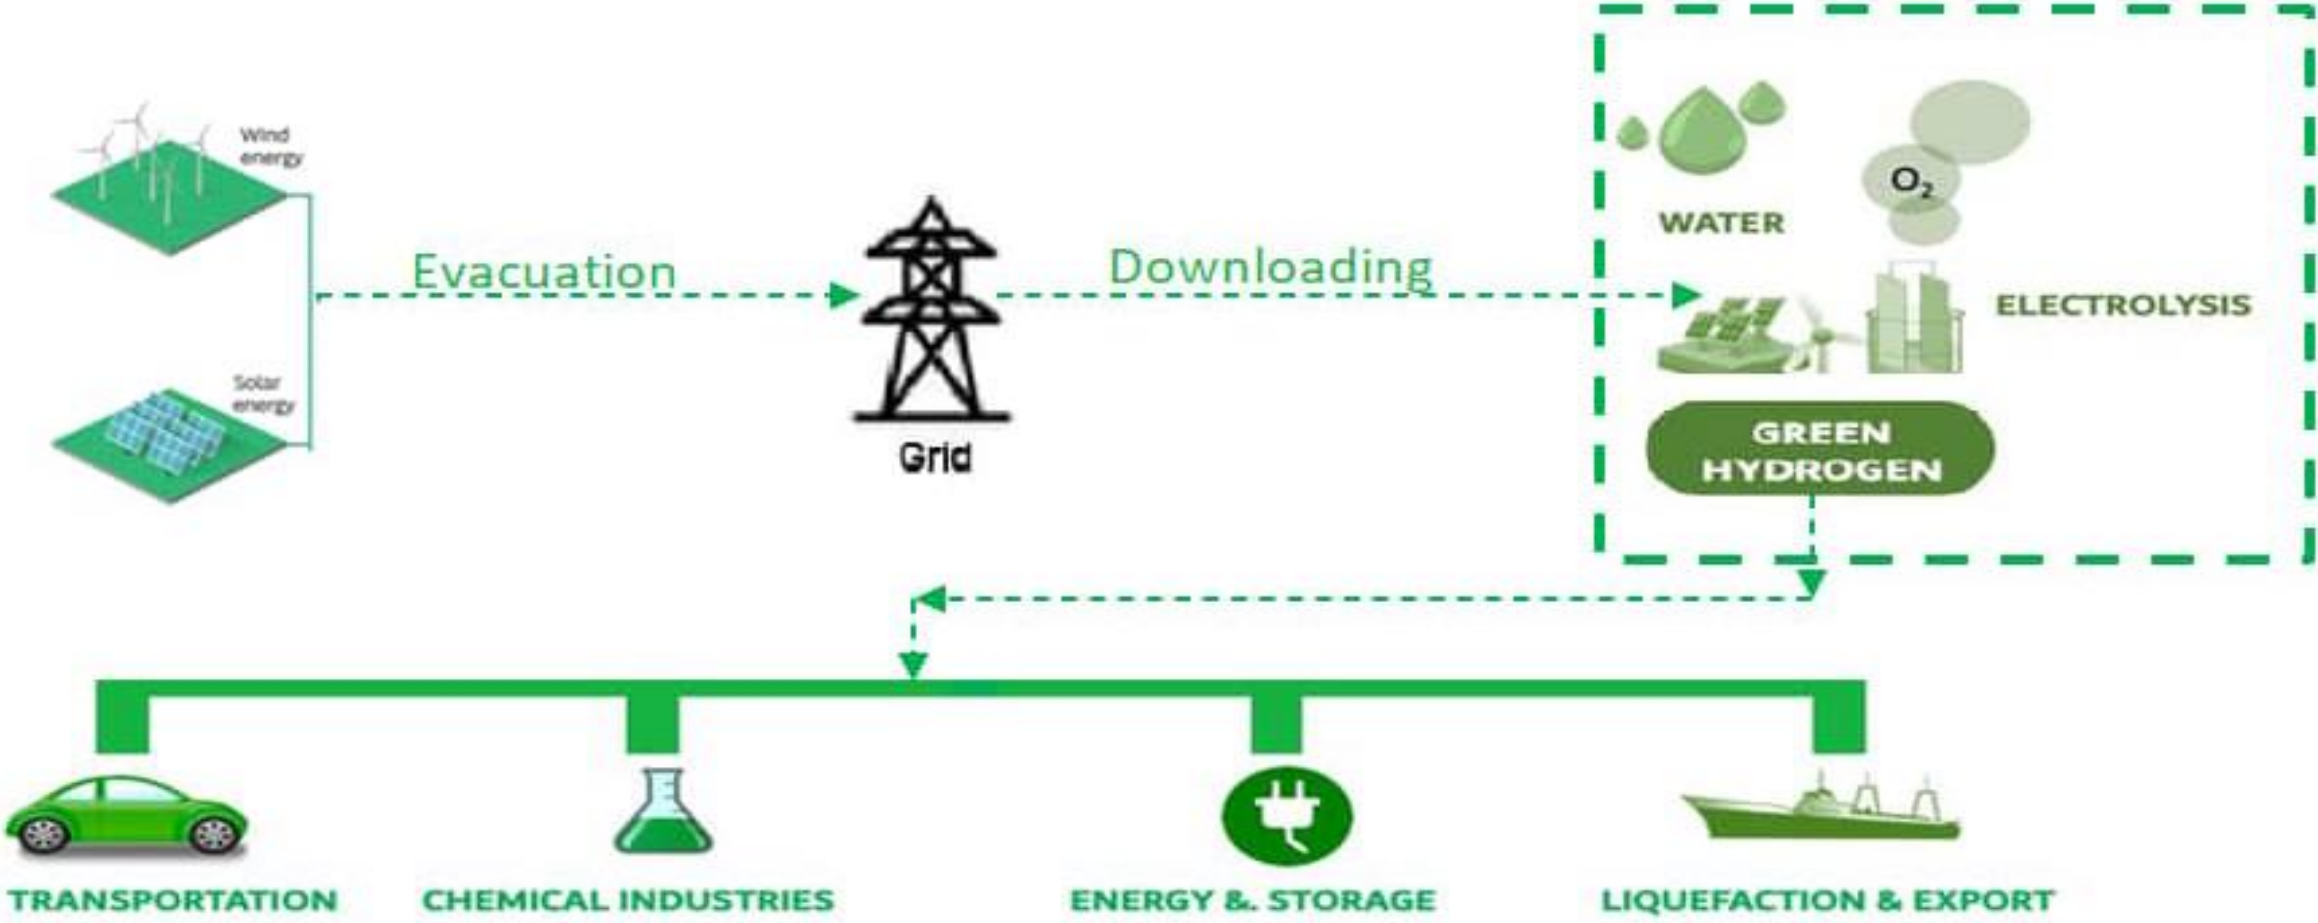 Wind
energy
Evacuation
Downloading
Solar
energy
Grid
WATER
O₂
ELECTROLYSIS
GREEN
HYDROGEN
TRANSPORTATION
CHEMICAL INDUSTRIES
ENERGY &. STORAGE
LIQUEFACTION & EXPORT